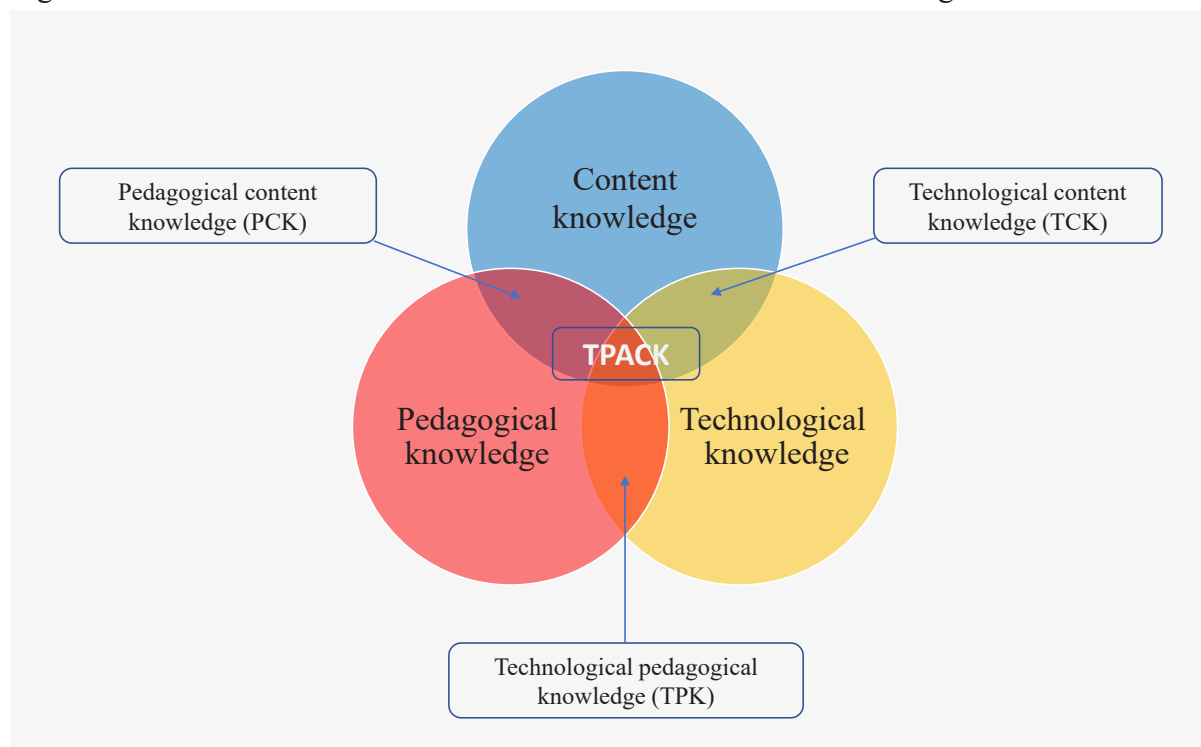 Content
knowledge
Pedagogical content
knowledge (PCK)
Technological content
knowledge (TCK)
TPACK
Pedagogical
knowledge
Technological
knowledge
Technological pedagogical
knowledge (TPK)